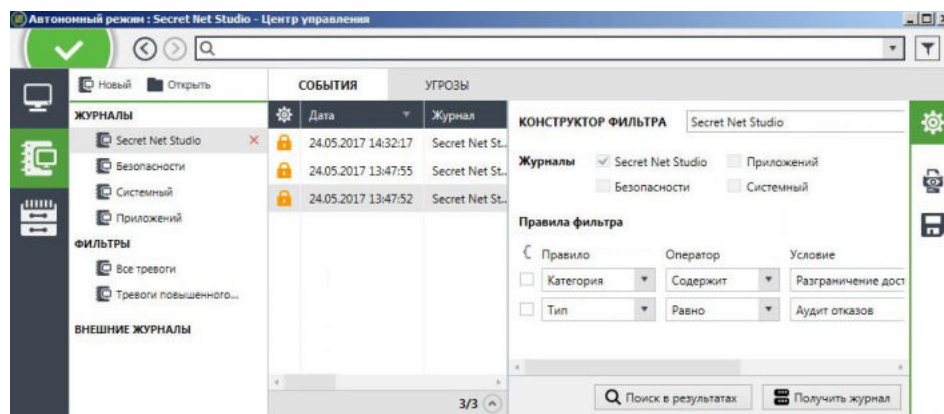 Автономный режим : Secret Net Studio - Центр управления
Новый Открыть
ЖУРНАЛЫ
Secret Net Studio
Безопасности
Системный
Приложений
ФИЛЬТРЫ
Все тревоги
Тревоги повышенного...
ВНЕШНИЕ ЖУРНАЛЫ
СОБЫТИЯ УГРОЗЫ
Дата Журнал
24.05.2017 14:32:17 Secret Net St...
24.05.2017 13:47:55 Secret Net St...
24.05.2017 13:47:52 Secret Net St...
3/3
КОНСТРУКТОР ФИЛЬТРА Secret Net Studio
Журналы Secret Net Studio Приложений
Безопасности Системный
Правила фильтра
Правило Оператор Условие
Категория Содержит Разграничение дост
Тип Равно Аудит отказов
Поиск в результатах Получить журнал